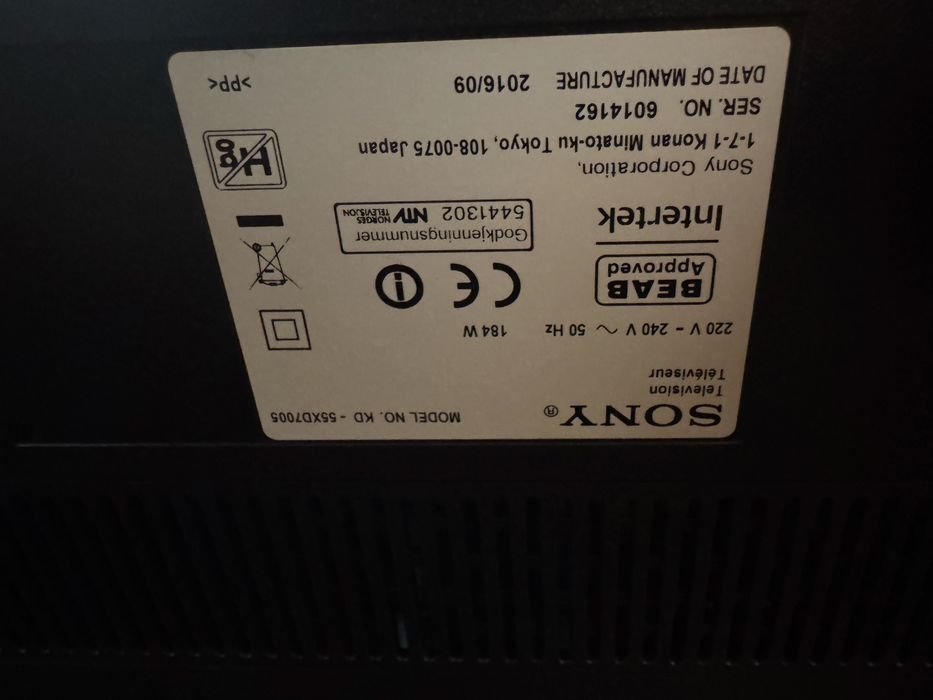 SONY®
MODEL NO. KD - 55XD7005
Television
Téléviseur
220 V - 240 V ~ 50 Hz 184 W
BEAB
Approved
CE
Intertek
Godkjenningsnummer
5441302 NTV NORGES
TELEVISJON
Sony Corporation,
1-7-1 Konan Minato-ku Tokyo, 108-0075 Japan
SER. NO. 6014162
DATE OF MANUFACTURE 2016/09
>PP<